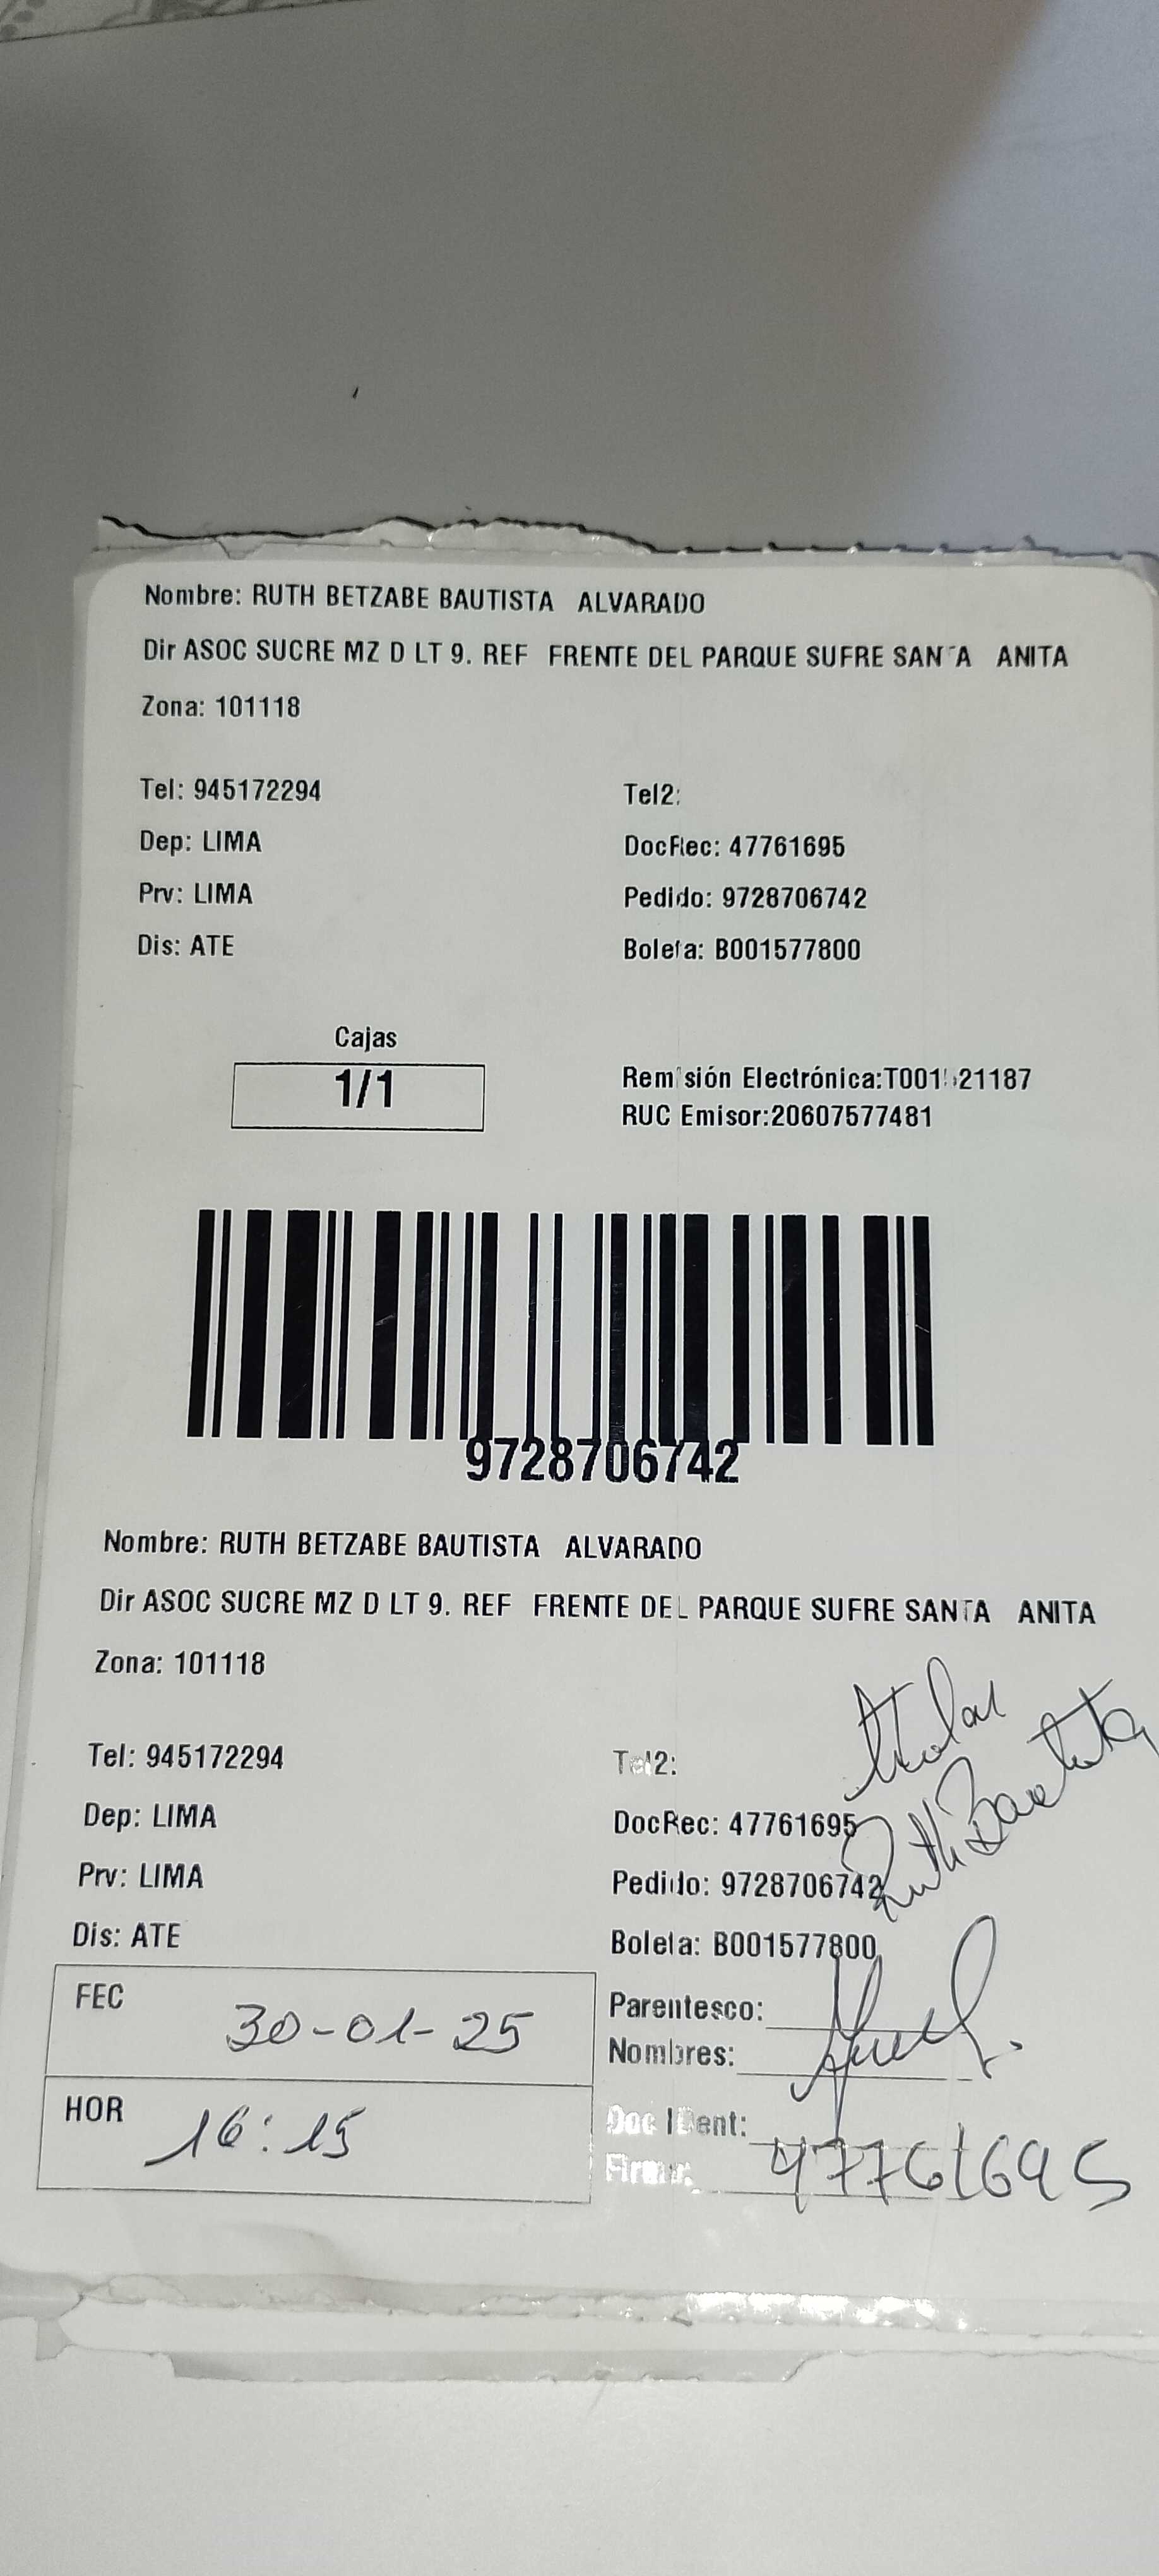 Nombre: RUTH BETZABE BAUTISTA ALVARADO
Dir ASOC SUCRE MZ D LT 9. REF FRENTE DEL PARQUE SUFRE SANTA ANITA
Zona: 101118
Tel: 945172294 Tel2:
Dep: LIMA DocRec: 47761695
Prv: LIMA Pedido: 9728706742
Dis: ATE Boleta: B001577800
Cajas
1/1
Remisión Electrónica:
RUC Emisor:20607577481
9728706742
Nombre: RUTH BETZABE BAUTISTA ALVARADO
Dir ASOC SUCRE MZ D LT 9. REF FRENTE DEL PARQUE SUFRE SANTA ANITA
Zona: 101118
titular
Ruth Bautista
Tel: 945172294 Tel2:
Dep: LIMA DocRec: 47761695
Prv: LIMA Pedido: 9728706742
Dis: ATE Boleta: B001577800
FEC 30-01-25
Parentesco:
Nombres:
HOR 16:15
Doc IDent: 47761695
Firma: